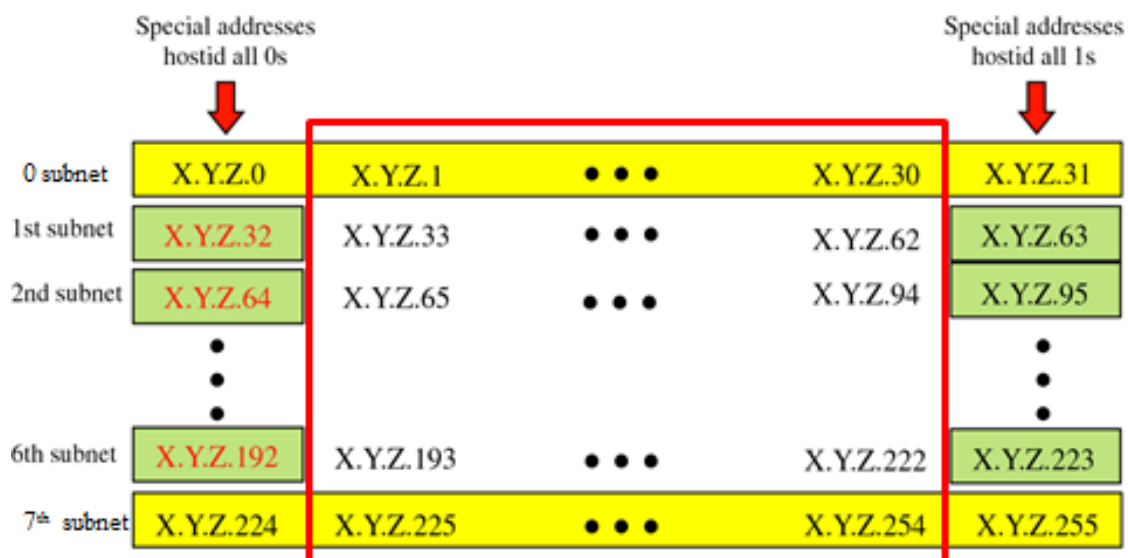 Special addresses
hostid all 0s
Special addresses
hostid all 1s
0 subnet X.Y.Z.0 X.Y.Z.1 ● ● ● X.Y.Z.30 X.Y.Z.31
1st subnet X.Y.Z.32 X.Y.Z.33 ● ● ● X.Y.Z.62 X.Y.Z.63
2nd subnet X.Y.Z.64 X.Y.Z.65 ● ● ● X.Y.Z.94 X.Y.Z.95
6th subnet X.Y.Z.192 X.Y.Z.193 ● ● ● X.Y.Z.222 X.Y.Z.223
7th subnet X.Y.Z.224 X.Y.Z.225 ● ● ● X.Y.Z.254 X.Y.Z.255